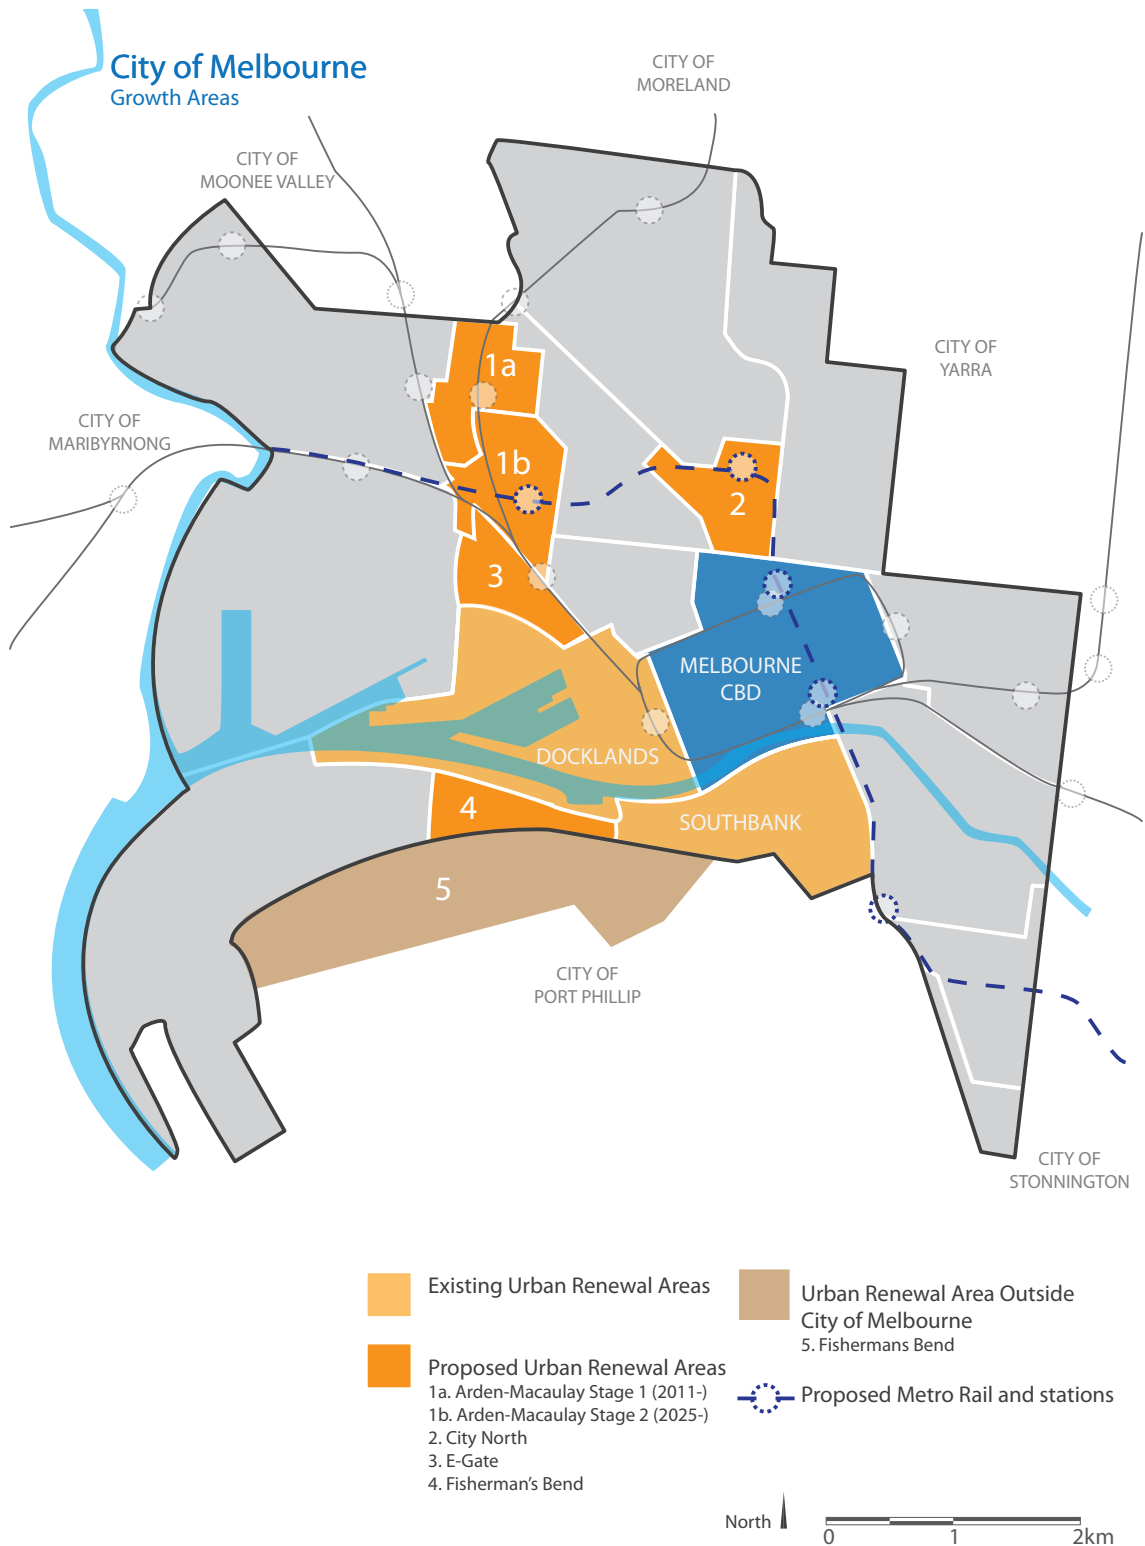 City of Melbourne
Growth Areas
CITY OF
MORELAND
CITY OF
MOONEE VALLEY
CITY OF
YARRA
1a
CITY OF
MARIBYRNONG
1b
2
3
MELBOURNE
CBD
DOCKLANDS
4
SOUTHBANK
5
CITY OF
PORT PHILLIP
CITY OF
STONNINGTON
Existing Urban Renewal Areas
Proposed Urban Renewal Areas
1a. Arden-Macaulay Stage 1 (2011-)
1b. Arden-Macaulay Stage 2 (2025-)
2. City North
3. E-Gate
4. Fisherman's Bend
Urban Renewal Area Outside
City of Melbourne
5. Fishermans Bend
Proposed Metro Rail and stations
North
0 1 2km